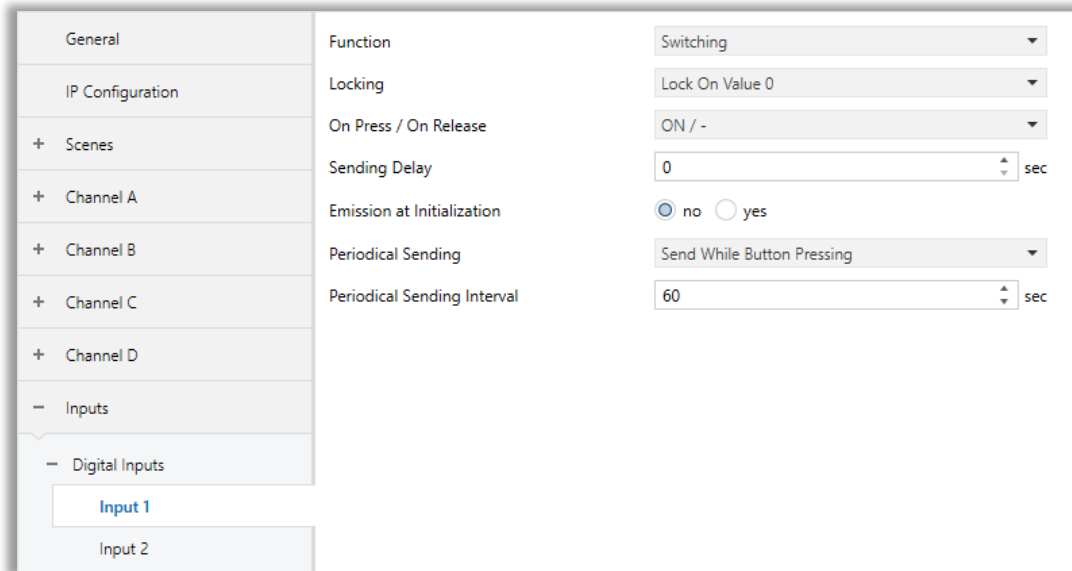 General
IP Configuration
+ Scenes
+ Channel A
+ Channel B
+ Channel C
+ Channel D
− Inputs
− Digital Inputs
Input 1
Input 2
Function Switching
Locking Lock On Value 0
On Press / On Release ON / -
Sending Delay 0 sec
Emission at Initialization no yes
Periodical Sending Send While Button Pressing
Periodical Sending Interval 60 sec